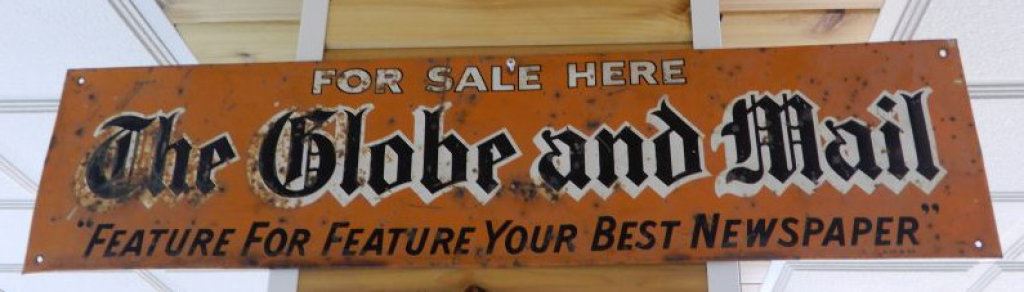 FOR SALE HERE
The Globe and Mail
"FEATURE FOR FEATURE YOUR BEST NEWSPAPER"